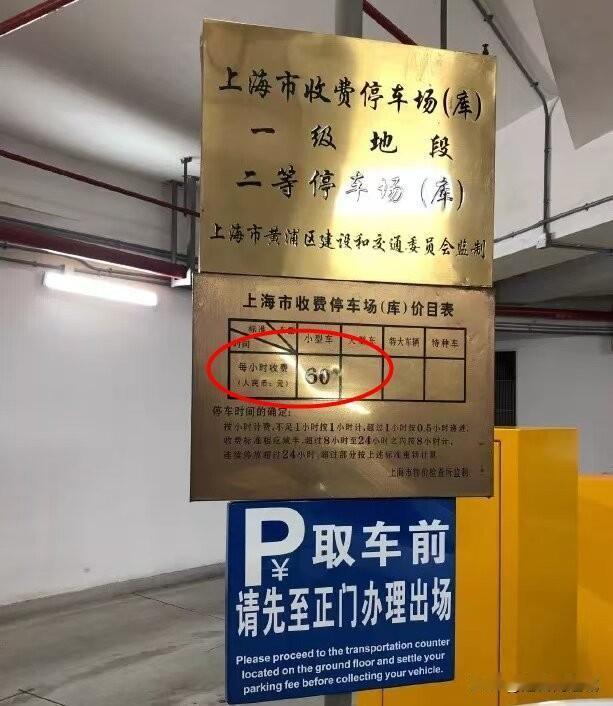 上海市收费停车场(库)
一级地段
二等停车场(库)
上海市黄浦区建设和交通委员会监制
上海市收费停车场(库)价目表
标准 车型 时间 小型车 大型车 特大车辆 特种车
每小时收费 (人民币:元) 60
停车时间的确定:
按小时计费,不足1小时按1小时计,超过1小时按0.5小时递进,
收费标准相应减半。超过8小时至24小时之内按8小时计,
连续停放超过24小时,超过部分按上述标准重新计算
上海市物价检查所监制
P
¥
取车前
请先至正门办理出场
Please proceed to the transportation counter
located on the ground floor and settle your
parking fee before collecting your vehicle.